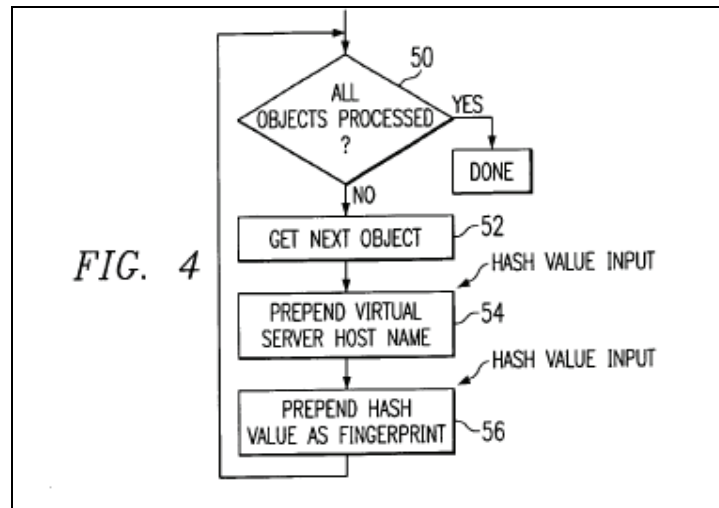 50
ALL
OBJECTS PROCESSED
?
YES
DONE
NO
GET NEXT OBJECT
52
HASH VALUE INPUT
PREPEND VIRTUAL
SERVER HOST NAME
54
HASH VALUE INPUT
PREPEND HASH
VALUE AS FINGERPRINT
56
FIG. 4